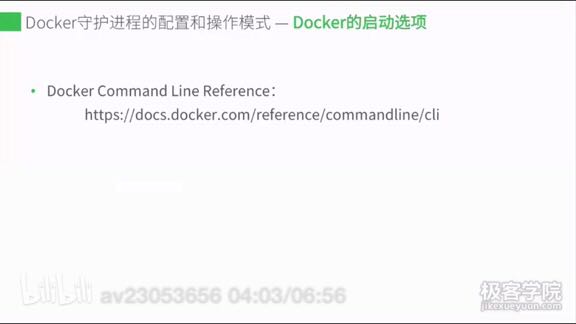 Docker守护进程的配置和操作模式 — Docker的启动选项
• Docker Command Line Reference：
https://docs.docker.com/reference/commandline/cli
bilibili av23053656 04:03/06:56
极客学院
jikexueyuan.com